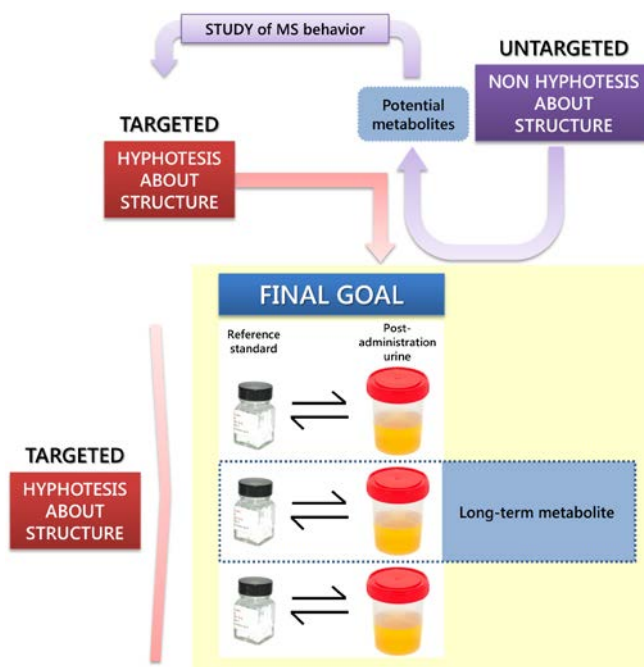 STUDY of MS behavior
UNTARGETED
NON HYPHOTESIS
ABOUT
STRUCTURE
Potential
metabolites
TARGETED
HYPHOTESIS
ABOUT
STRUCTURE
FINAL GOAL
Reference
standard
Post-
administration
urine
TARGETED
HYPHOTESIS
ABOUT
STRUCTURE
Long-term metabolite